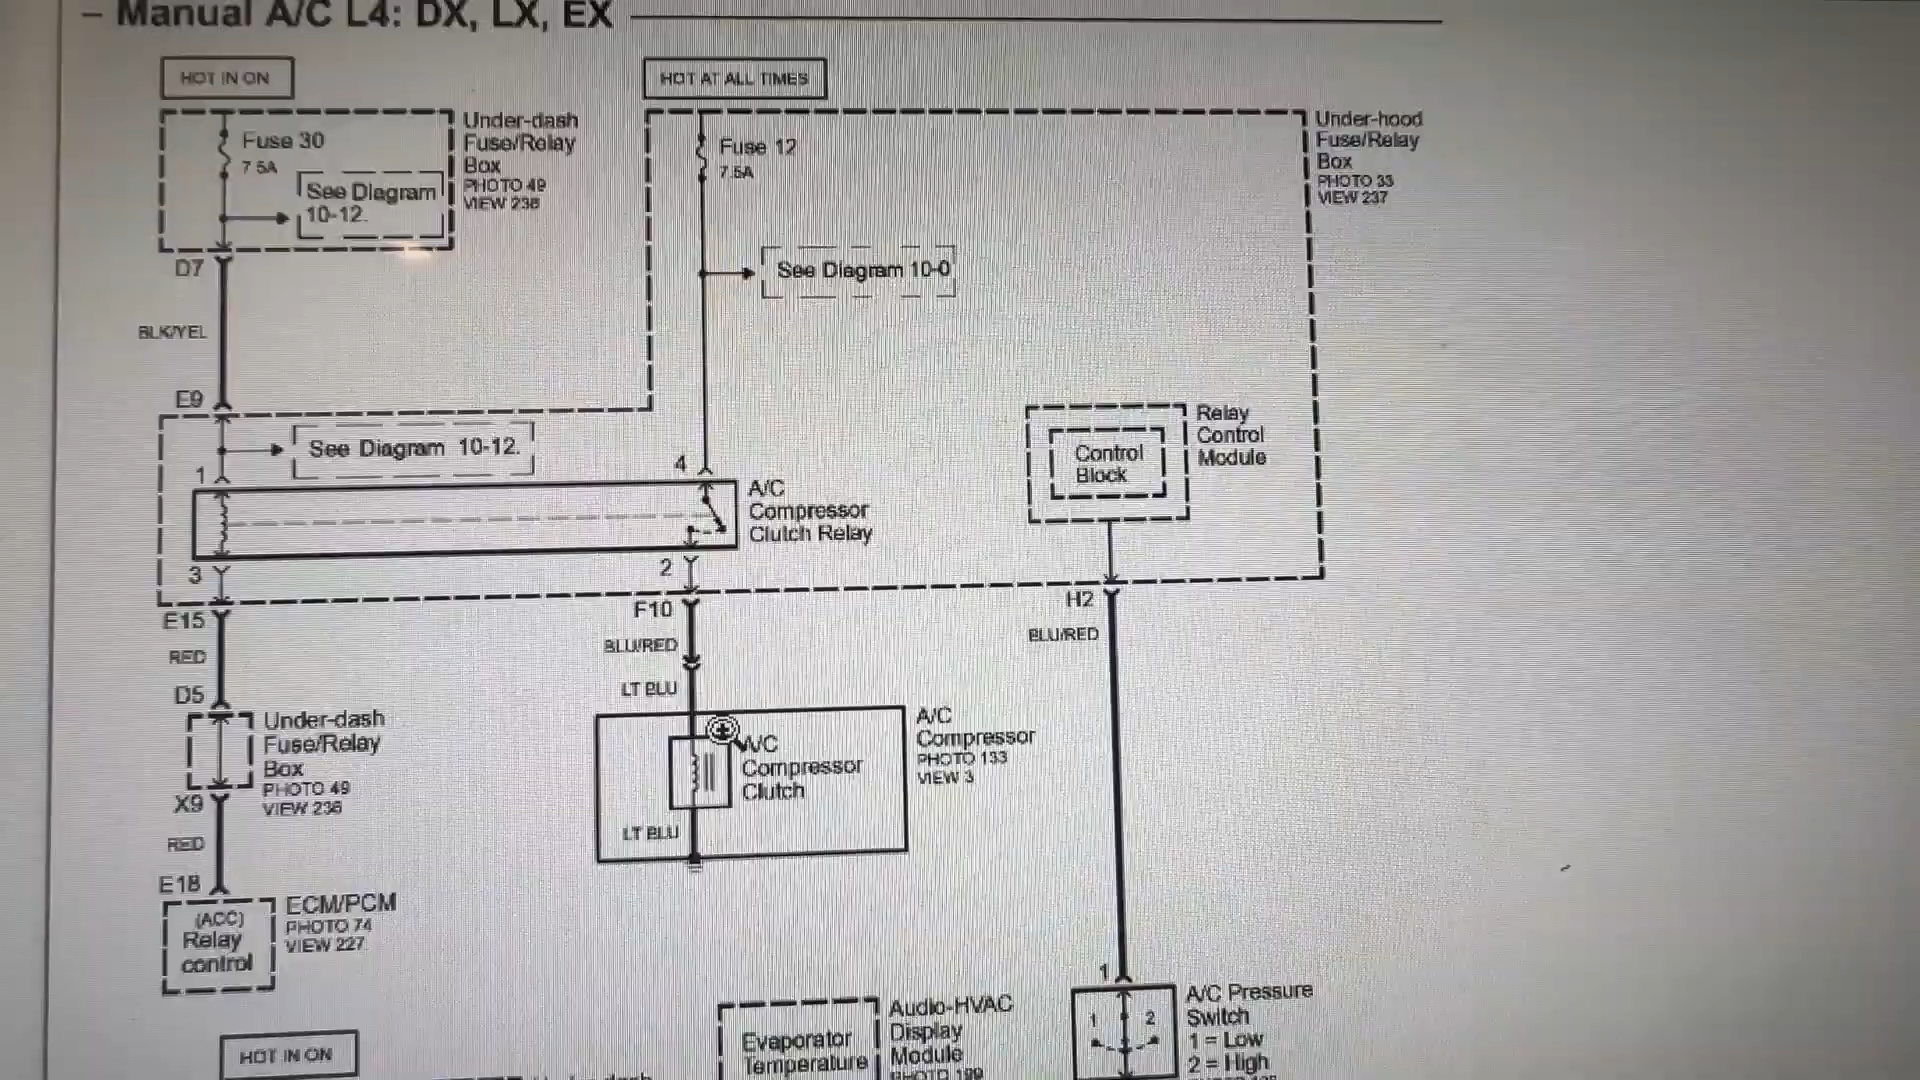 – Manual A/C L4: DX, LX, EX
HOT IN ON
HOT AT ALL TIMES
Fuse 30
7.5A
See Diagram
10-12.
Under-dash
Fuse/Relay
Box
PHOTO 49
VIEW 236
Fuse 12
7.5A
Under-hood
Fuse/Relay
Box
PHOTO 33
VIEW 237
D7
See Diagram 10-0
BLK/YEL
E9
See Diagram 10-12.
1
4
A/C
Compressor
Clutch Relay
Control
Block
Relay
Control
Module
3
2
E15
F10
H2
RED
BLU/RED
BLU/RED
D5
LT BLU
Under-dash
Fuse/Relay
Box
PHOTO 49
VIEW 236
A/C
Compressor
Clutch
A/C
Compressor
PHOTO 133
VIEW 3
X9
RED
LT BLU
E18
(ACC)
Relay
control
ECM/PCM
PHOTO 74
VIEW 227
1
HOT IN ON
Evaporator
Temperature
Audio-HVAC
Display
Module
1 2
A/C Pressure
Switch
1 = Low
2 = High